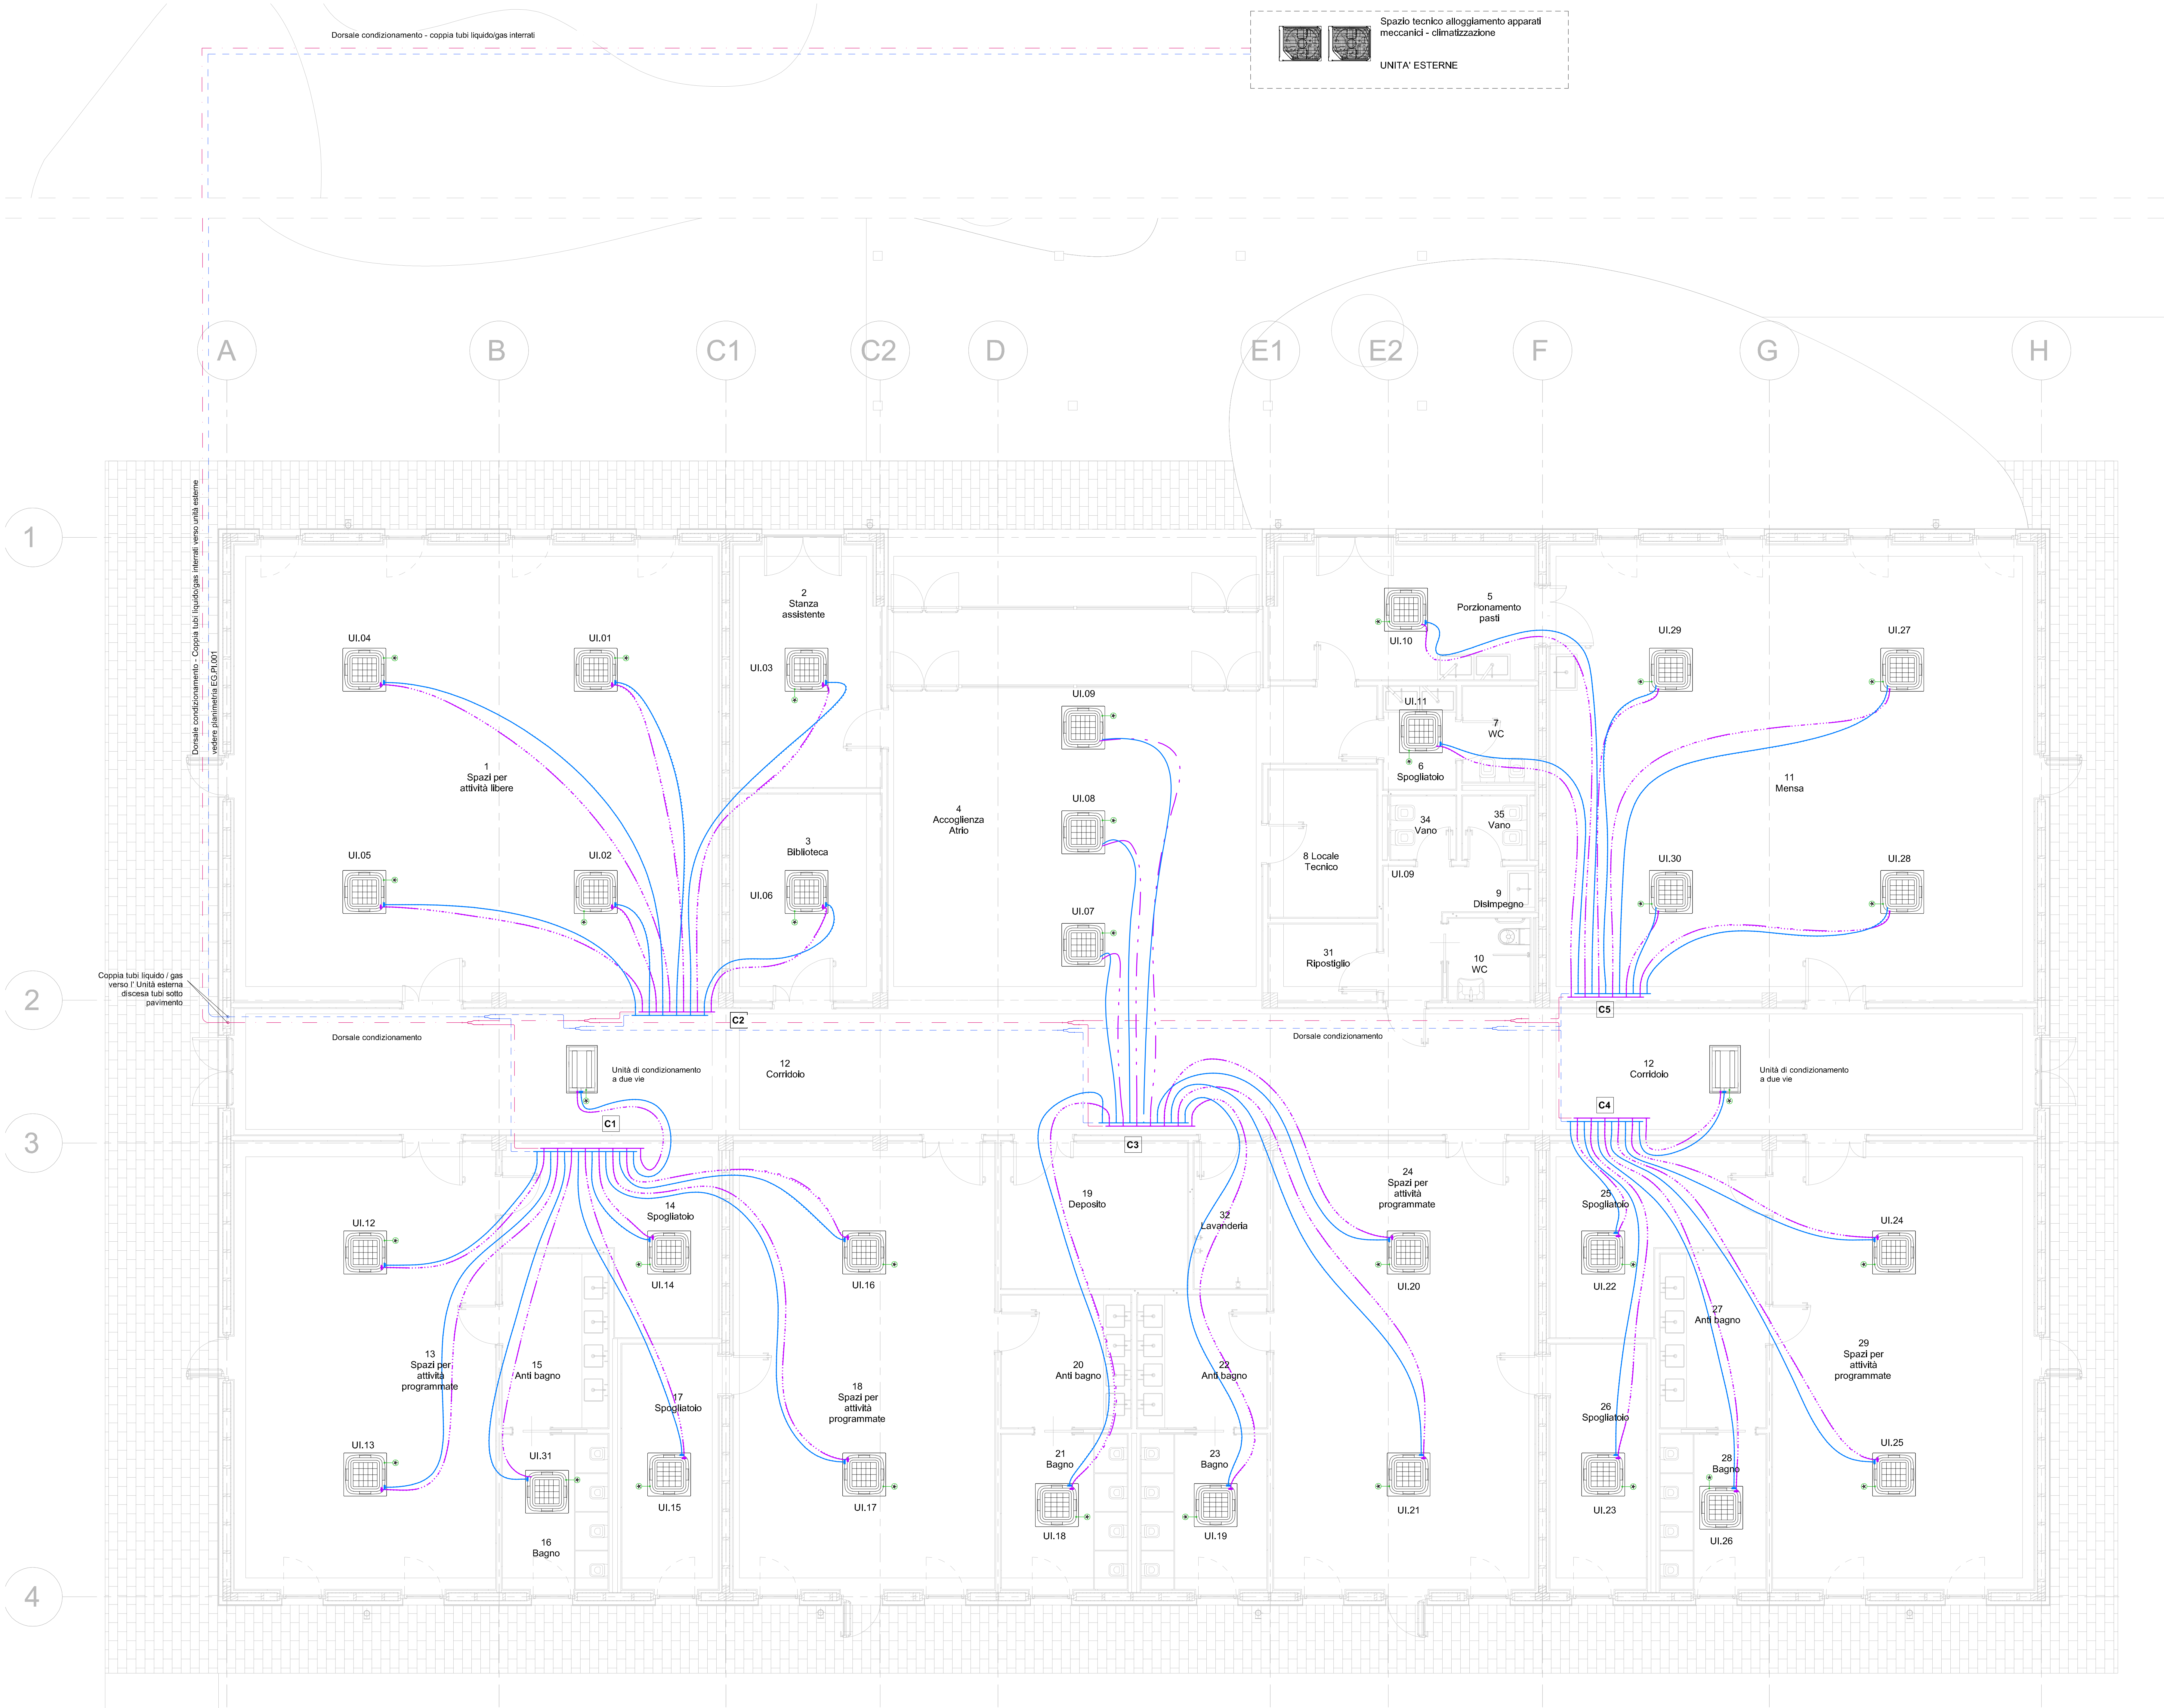 Dorsale condizionamento - coppia tubi liquido/gas interrati
Spazio tecnico alloggiamento apparati
meccanici - climatizzazione
UNITA' ESTERNE
A
B
C1
C2
D
E1
E2
F
G
H
1
2
3
4
Dorsale condizionamento - Coppia tubi liquido/gas interrati verso unità esterne
vedere planimetria EG.PI.001
2
Stanza
assistente
5
Porzionamento
pasti
UI.04
UI.01
UI.03
UI.10
UI.29
UI.27
UI.09
UI.11
7
WC
6
Spogliatoio
1
Spazi per
attività libere
11
Mensa
UI.08
4
Accoglienza
Atrio
34
Vano
35
Vano
3
Biblioteca
UI.05
UI.02
8 Locale
Tecnico
UI.30
UI.28
UI.09
UI.06
9
Disimpegno
UI.07
31
Ripostiglio
10
WC
Coppia tubi liquido / gas
verso l' Unità esterna
discesa tubi sotto
pavimento
C2
C5
Dorsale condizionamento
Dorsale condizionamento
12
Corridoio
12
Corridoio
Unità di condizionamento
a due vie
Unità di condizionamento
a due vie
C1
C4
C3
24
Spazi per
attività
programmate
19
Deposito
25
Spogliatoio
14
Spogliatoio
32
Lavanderia
UI.12
UI.24
UI.14
UI.16
UI.20
UI.22
27
Anti bagno
13
Spazi per
attività
programmate
15
Anti bagno
20
Anti bagno
22
Anti bagno
29
Spazi per
attività
programmate
17
Spogliatoio
18
Spazi per
attività
programmate
26
Spogliatoio
UI.13
UI.31
21
Bagno
23
Bagno
28
Bagno
UI.25
UI.15
UI.17
UI.18
UI.19
UI.21
UI.23
UI.26
16
Bagno